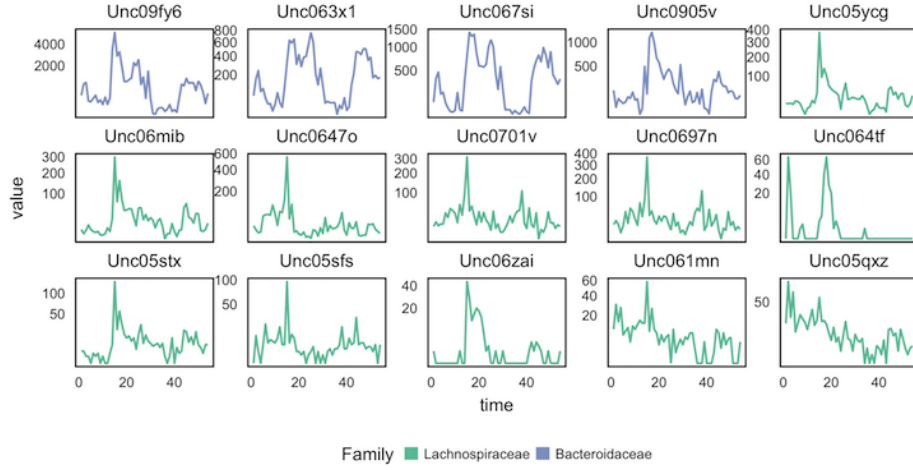 Unc09fy6 Unc063x1 Unc067si Unc0905v Unc05ycg
4000 2000
800 600 400 200
1500 1000 500
1000 500
400 300 200 100
Unc06mib Unc0647o Unc0701v Unc0697n Unc064tf
300 200 100
600 400 200
300 200 100
400 300 200 100
60 40 20
Unc05stx Unc05sfs Unc06zai Unc061mn Unc05qxz
100 50
100 50
40 20
60 40 20
50
value
0 20 40 0 20 40 0 20 40 0 20 40 0 20 40
time
Family Lachnospiraceae Bacteroidaceae